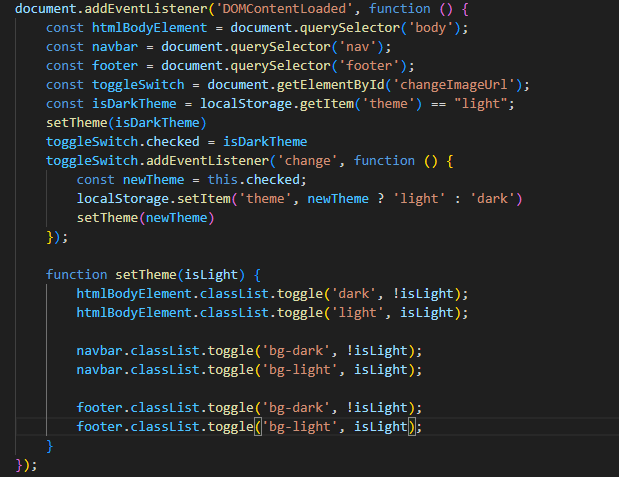 document.addEventListener('DOMContentLoaded', function () {
    const htmlBodyElement = document.querySelector('body');
    const navbar = document.querySelector('nav');
    const footer = document.querySelector('footer');
    const toggleSwitch = document.getElementById('changeImageUrl');
    const isDarkTheme = localStorage.getItem('theme') == "light";
    setTheme(isDarkTheme)
    toggleSwitch.checked = isDarkTheme
    toggleSwitch.addEventListener('change', function () {
        const newTheme = this.checked;
        localStorage.setItem('theme', newTheme ? 'light' : 'dark')
        setTheme(newTheme)
    });

    function setTheme(isLight) {
        htmlBodyElement.classList.toggle('dark', !isLight);
        htmlBodyElement.classList.toggle('light', isLight);

        navbar.classList.toggle('bg-dark', !isLight);
        navbar.classList.toggle('bg-light', isLight);

        footer.classList.toggle('bg-dark', !isLight);
        footer.classList.toggle('bg-light', isLight);
    }
});